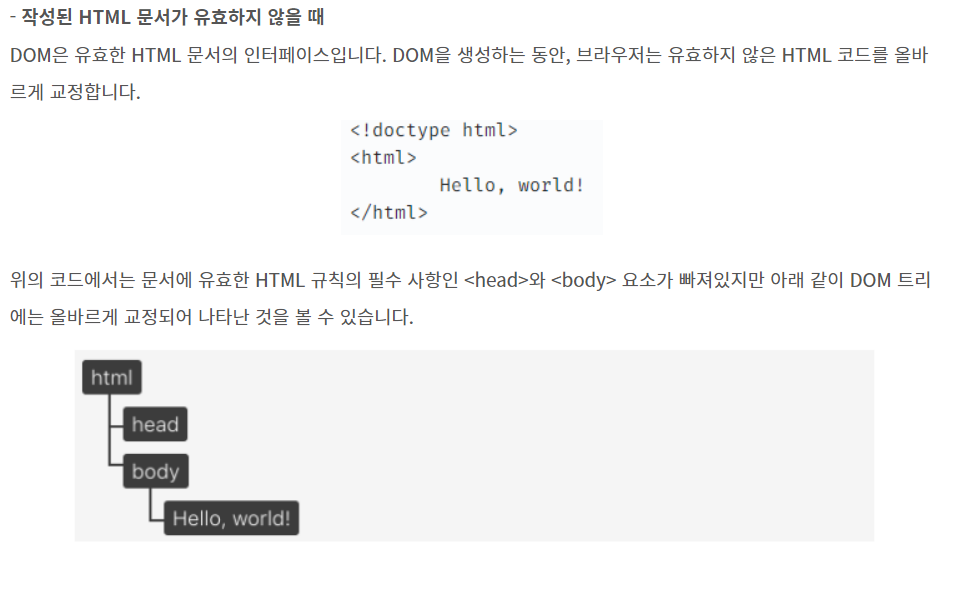 - 작성된 HTML 문서가 유효하지 않을 때
DOM은 유효한 HTML 문서의 인터페이스입니다. DOM을 생성하는 동안, 브라우저는 유효하지 않은 HTML 코드를 올바
르게 교정합니다.
<!doctype html>
<html>
        Hello, world!
</html>
위의 코드에서는 문서에 유효한 HTML 규칙의 필수 사항인 <head>와 <body> 요소가 빠져있지만 아래 같이 DOM 트리
에는 올바르게 교정되어 나타난 것을 볼 수 있습니다.
html
head
body
Hello, world!